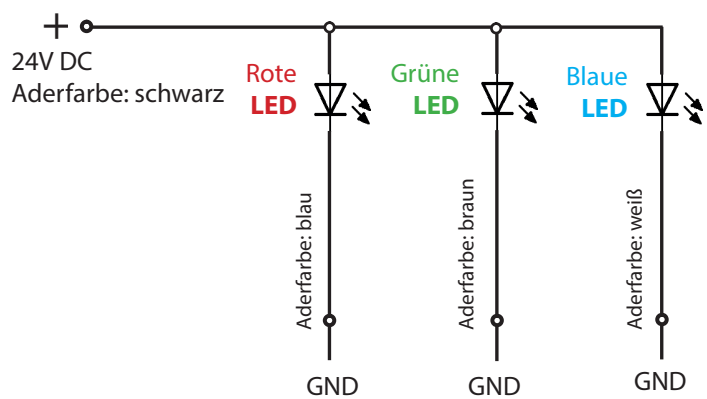 +
24V DC
Aderfarbe: schwarz
Rote
LED
Grüne
LED
Blaue
LED
Aderfarbe: blau
Aderfarbe: braun
Aderfarbe: weiß
GND
GND
GND